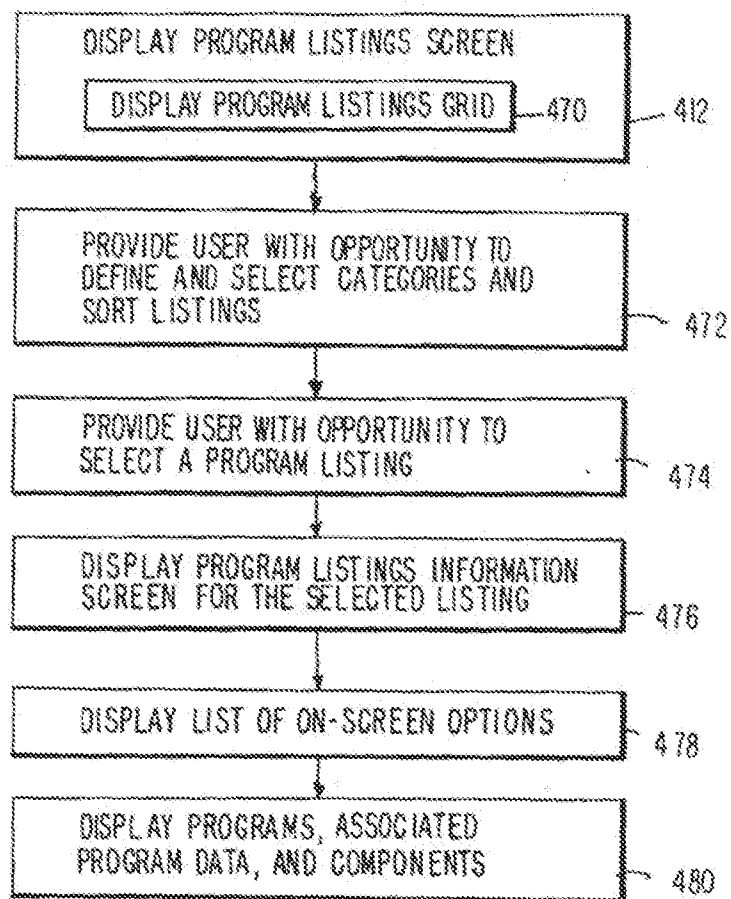 DISPLAY PROGRAM LISTINGS SCREEN
DISPLAY PROGRAM LISTINGS GRID
470
412
PROVIDE USER WITH OPPORTUNITY TO
DEFINE AND SELECT CATEGORIES AND
SORT LISTINGS
472
PROVIDE USER WITH OPPORTUNITY TO
SELECT A PROGRAM LISTING
474
DISPLAY PROGRAM LISTINGS INFORMATION
SCREEN FOR THE SELECTED LISTING
476
DISPLAY LIST OF ON-SCREEN OPTIONS
478
DISPLAY PROGRAMS, ASSOCIATED
PROGRAM DATA, AND COMPONENTS
480